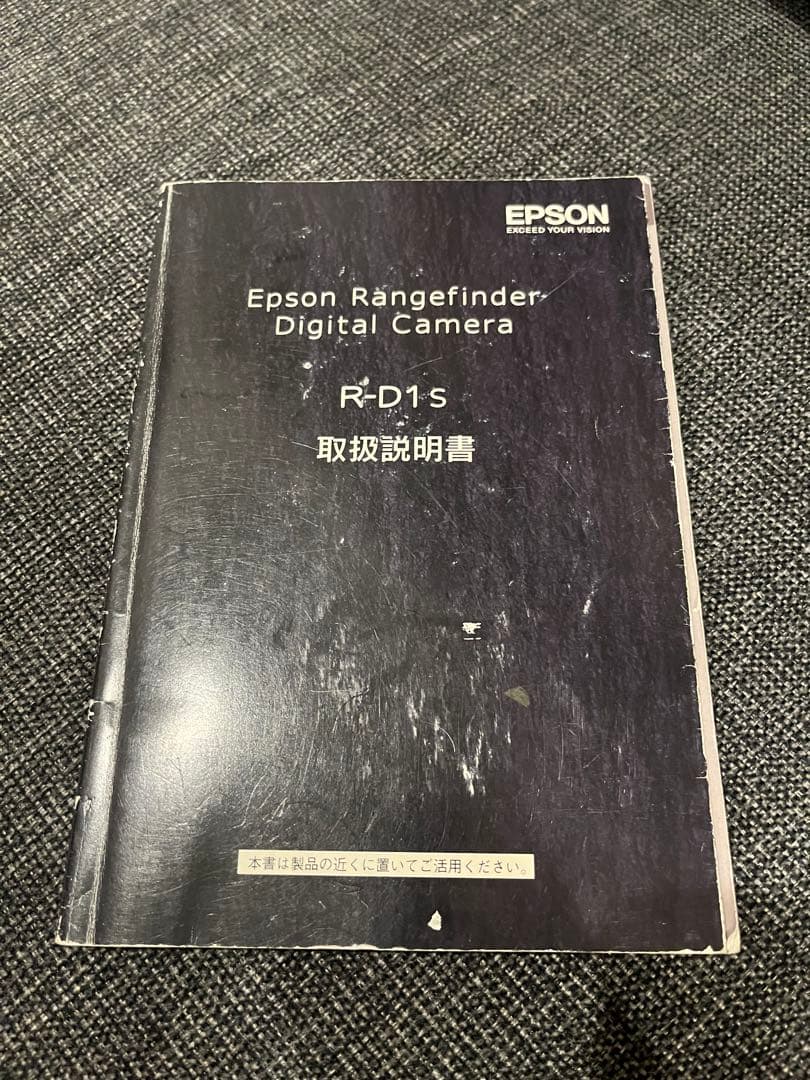 EPSON
EXCEED YOUR VISION
Epson Rangefinder
Digital Camera
R-D1s
取扱説明書
本書は製品の近くに置いてご活用ください。